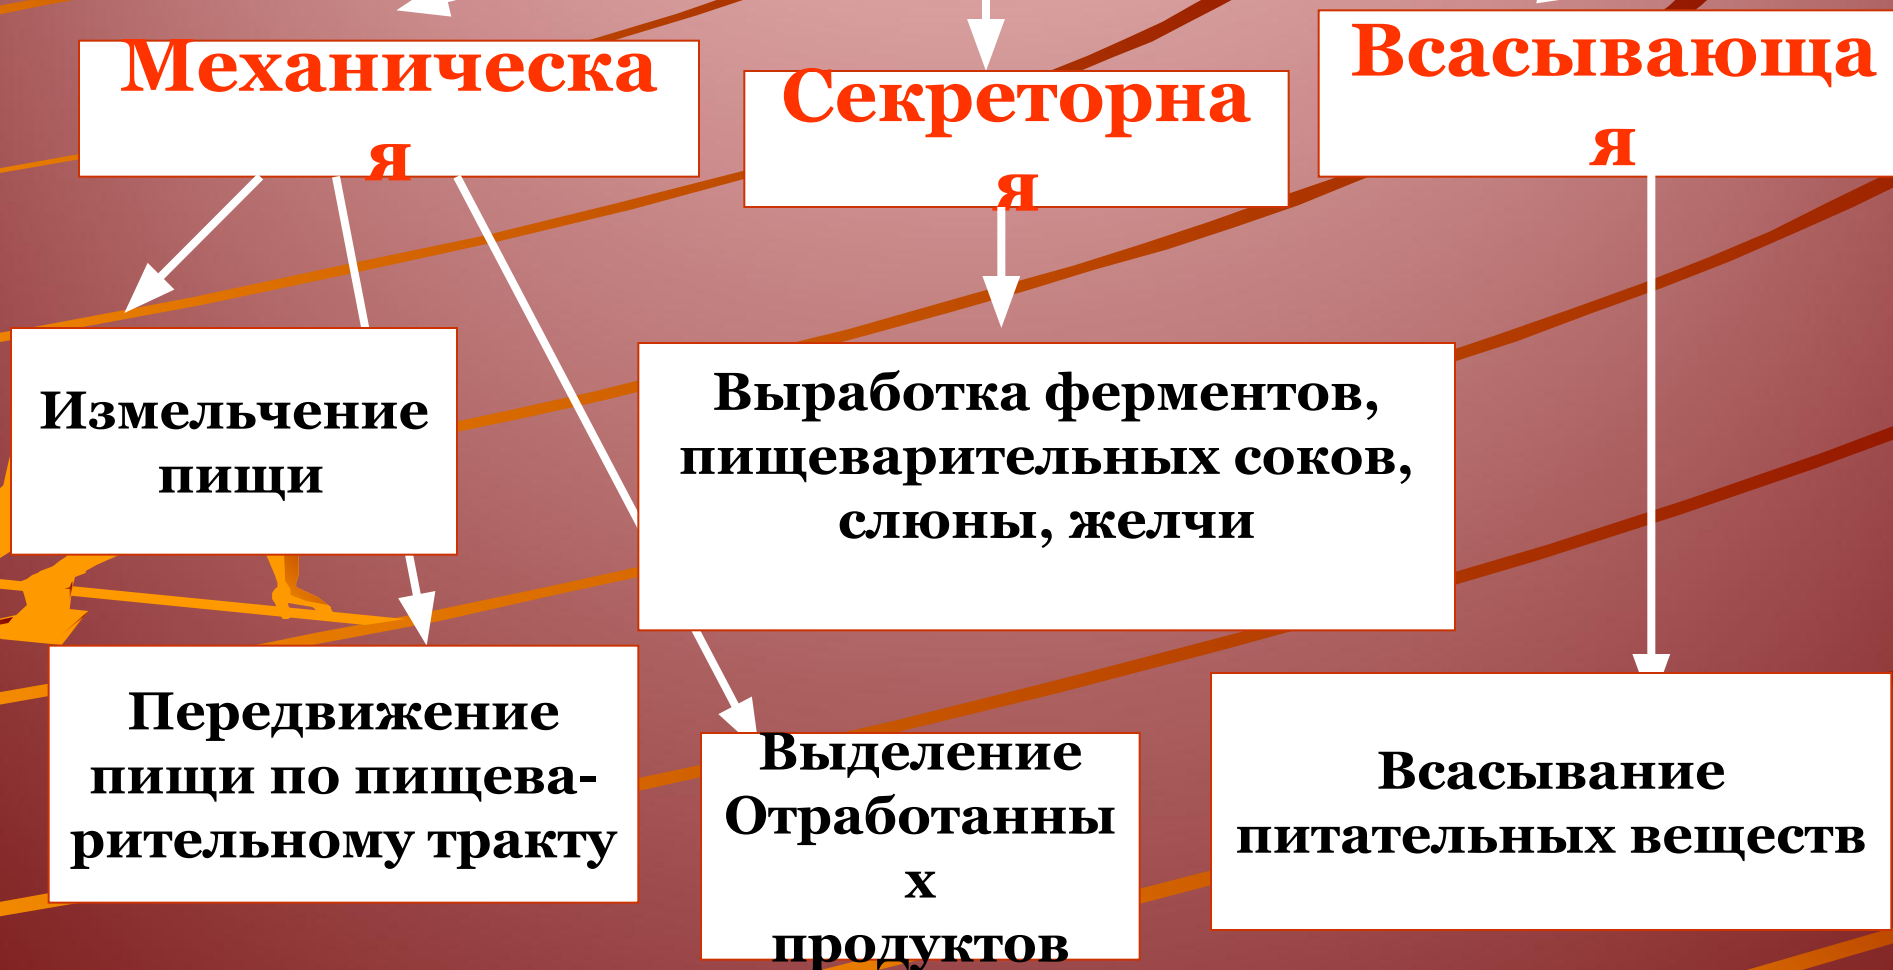 Механическа
я
Секреторна
я
Всасывающа
я
Измельчение
пищи
Выработка ферментов,
пищеварительных соков,
слюны, желчи
Передвижение
пищи по пищева-
рительному тракту
Выделение
Отработанны
х
продуктов
Всасывание
питательных веществ